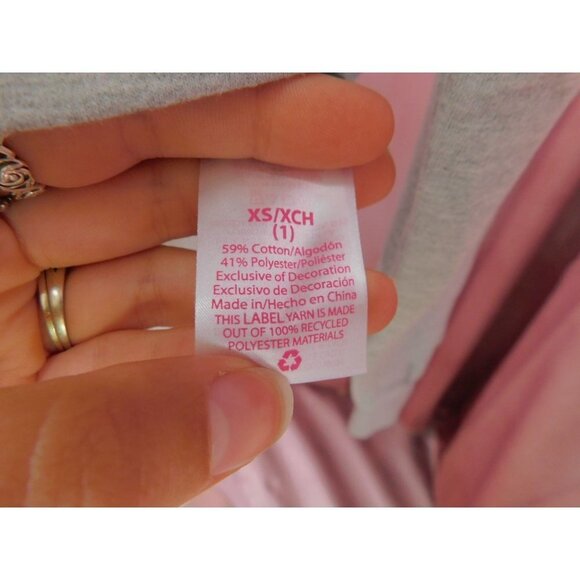 XS/XCH
(1)
59% Cotton/Algodón
41% Polyester/Poliéster
Exclusive of Decoration
Exclusivo de Decoración
Made in/Hecho en China
THIS LABEL YARN IS MADE
OUT OF 100% RECYCLED
POLYESTER MATERIALS